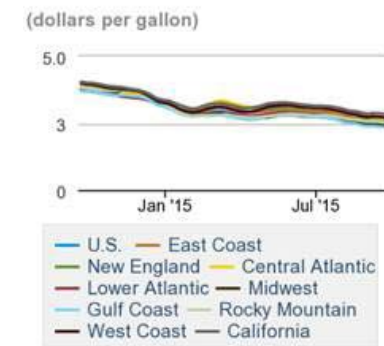 (dollars per gallon)
5.0
3
0
Jan '15 Jul '15
U.S. East Coast
New England Central Atlantic
Lower Atlantic Midwest
Gulf Coast Rocky Mountain
West Coast California